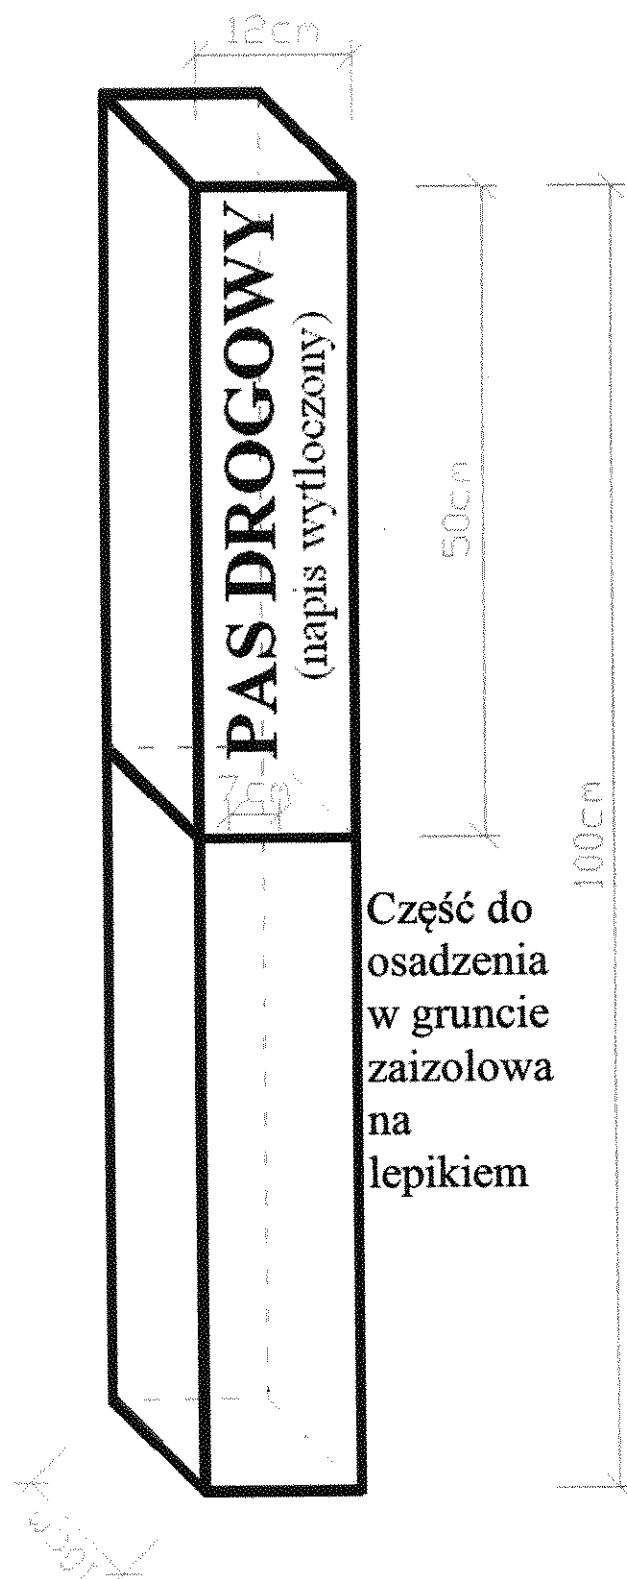 12cm
PAS DROGOWY
(napis wytłoczony)
50cm
100cm
Część do
osadzenia
w gruncie
zaizolowa
na
lepikiem